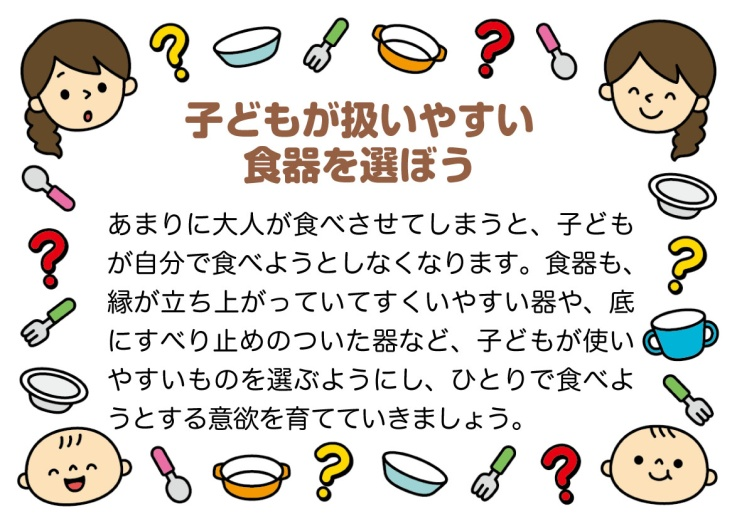 子どもが扱いやすい
食器を選ぼう
あまりに大人が食べさせてしまうと、子ども
が自分で食べようとしなくなります。食器も、
縁が立ち上がっていてすくいやすい器や、底
にすべり止めのついた器など、子どもが使い
やすいものを選ぶようにし、ひとりで食べよ
うとする意欲を育てていきましょう。